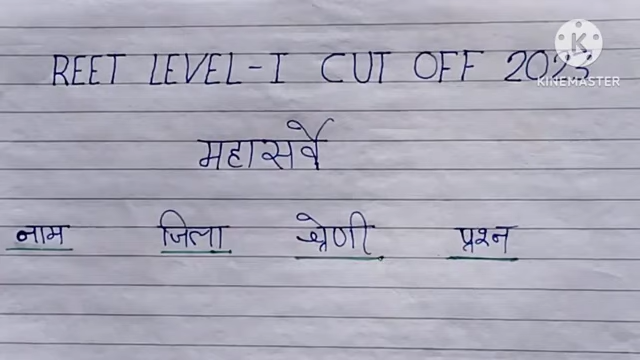 REET LEVEL-I CUT OFF 2023
KINEMASTER
महासर्वे
नाम जिला श्रेणी प्रश्न